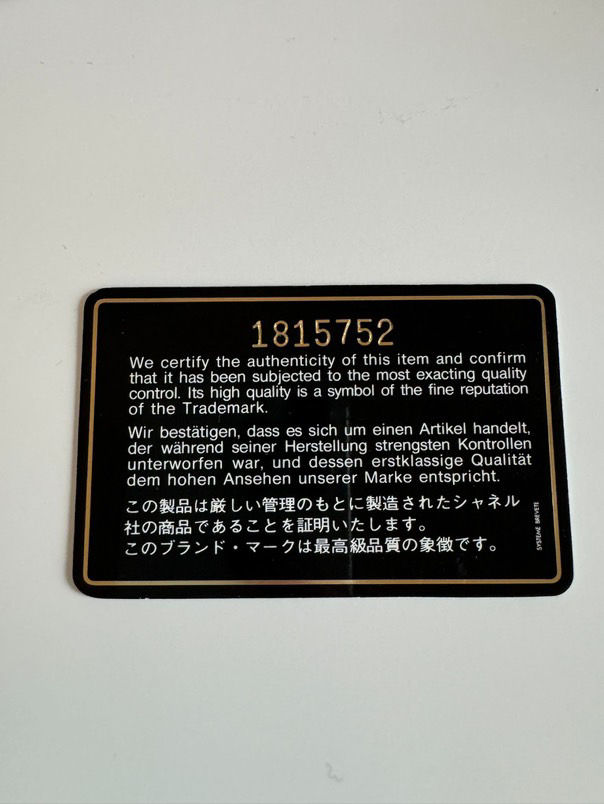 1815752
We certify the authenticity of this item and confirm
that it has been subjected to the most exacting quality
control. Its high quality is a symbol of the fine reputation
of the Trademark.
Wir bestätigen, dass es sich um einen Artikel handelt,
der während seiner Herstellung strengsten Kontrollen
unterworfen war, und dessen erstklassige Qualität
dem hohen Ansehen unserer Marke entspricht.
この製品は厳しい管理のもとに製造されたシャネル
社の商品であることを証明いたします。
このブランド・マークは最高級品質の象徴です。
SYSTEME BREVETE